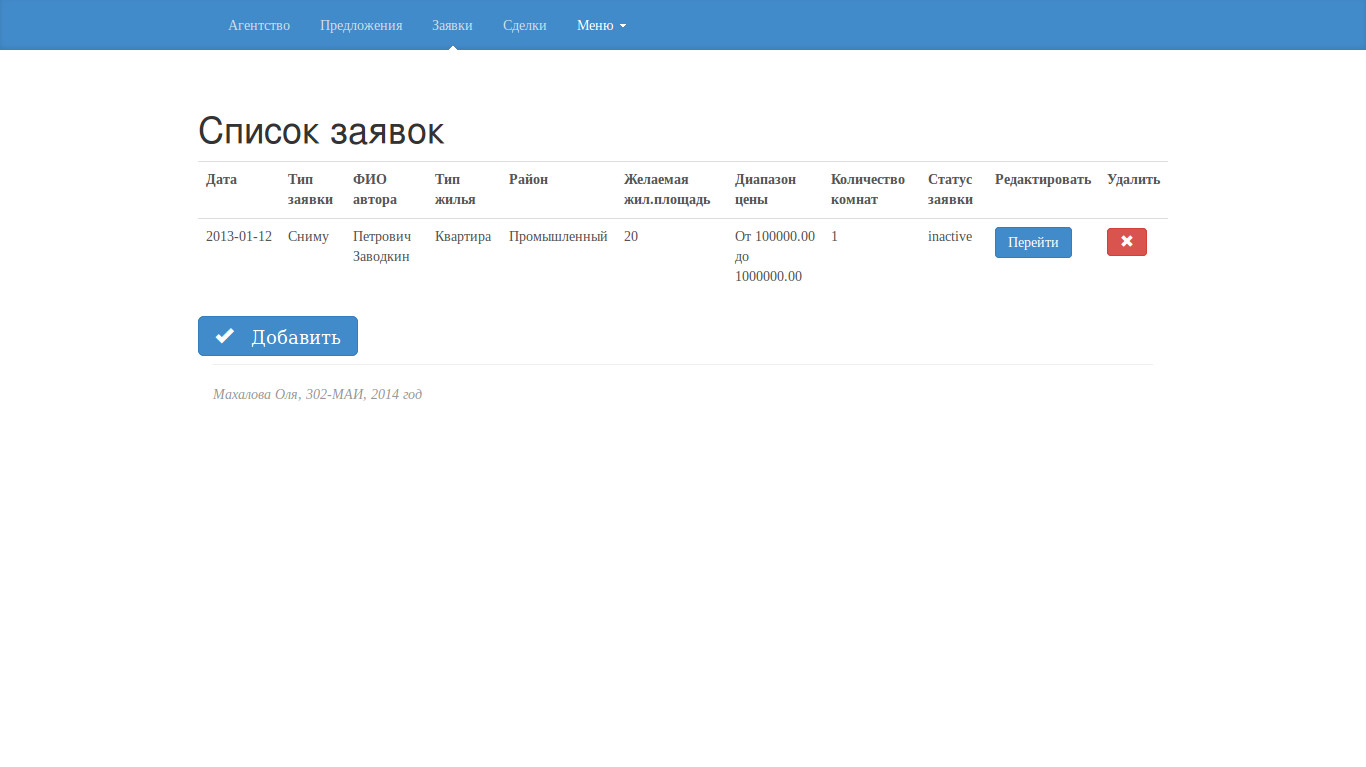 Агентство Предложения Заявки Сделки Меню
Список заявок
Дата Тип заявки ФИО автора Тип жилья Район Желаемая жил.площадь Диапазон цены Количество комнат Статус заявки Редактировать Удалить
2013-01-12 Сниму Петрович Заводкин Квартира Промышленный 20 От 100000.00 до 1000000.00 1 inactive Перейти
Добавить
Махалова Оля, 302-МАИ, 2014 год